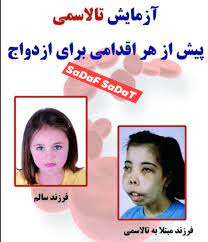 آزمایش تالاسمی
پیش از هر اقدامی برای ازدواج
SaDaF SaDaT
فرزند سالم
فرزند مبتلا به تالاسمی